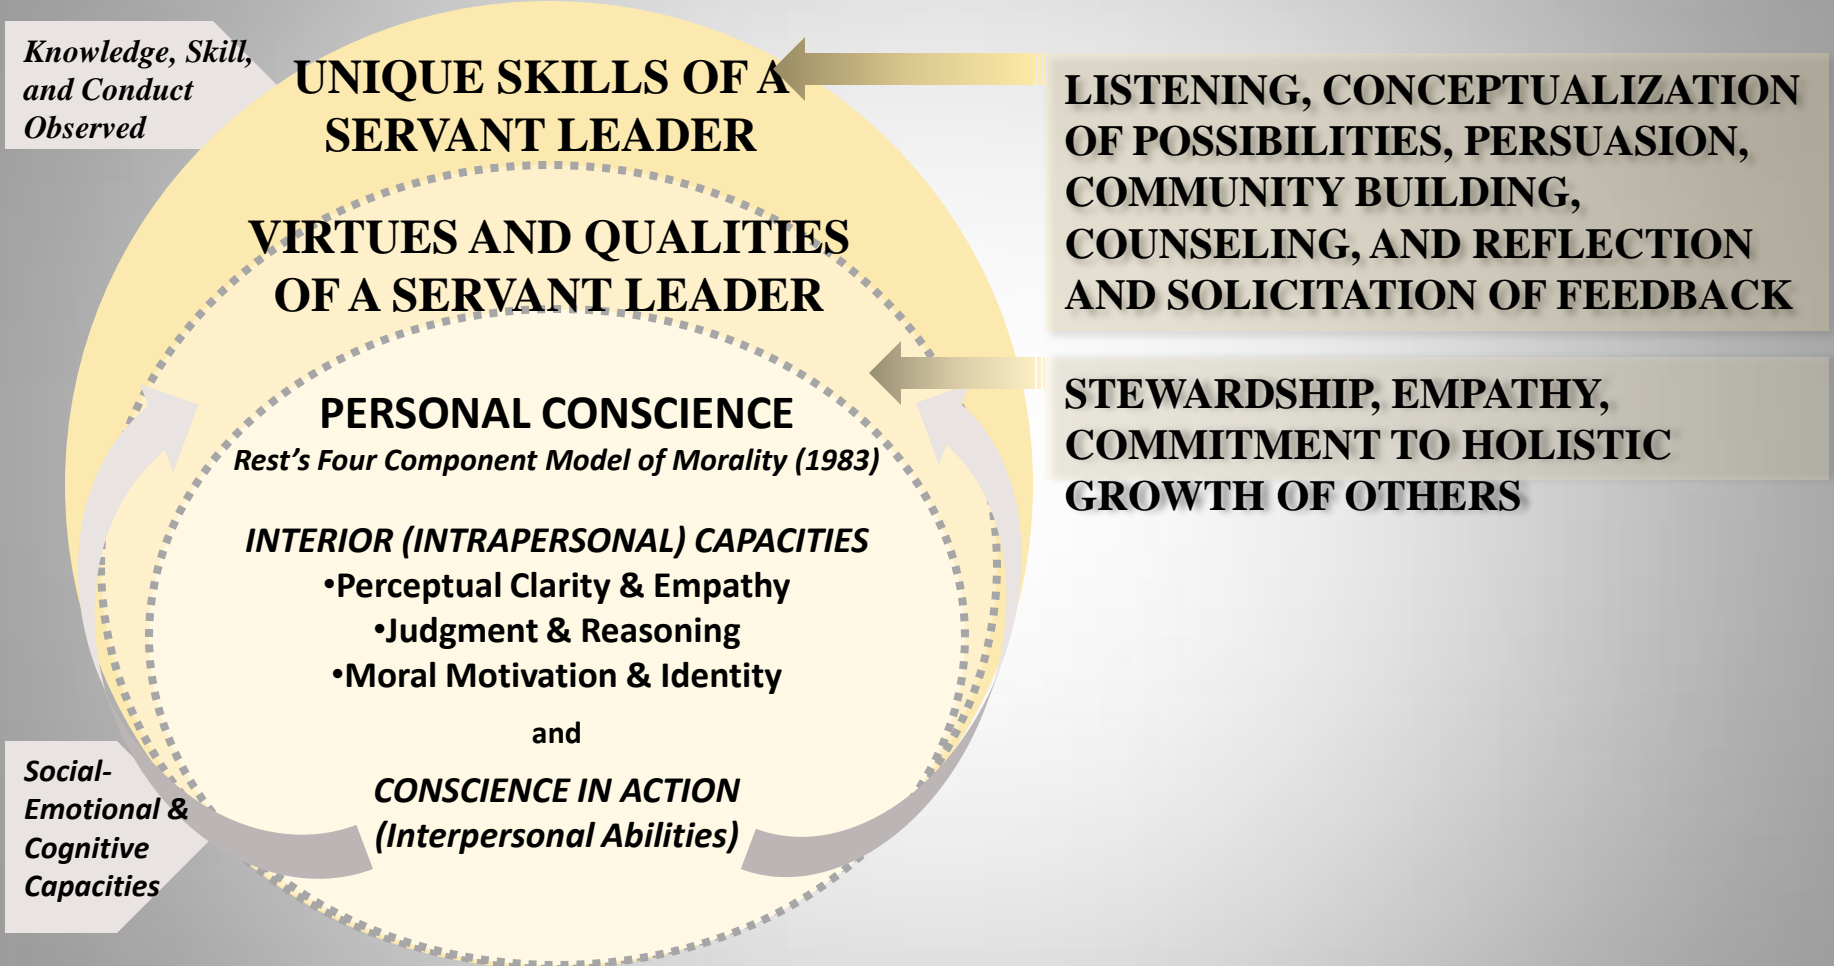 Knowledge, Skill,
and Conduct
Observed
UNIQUE SKILLS OF A
SERVANT LEADER
VIRTUES AND QUALITIES
OF A SERVANT LEADER
PERSONAL CONSCIENCE
Rest’s Four Component Model of Morality (1983)
INTERIOR (INTRAPERSONAL) CAPACITIES
•Perceptual Clarity & Empathy
•Judgment & Reasoning
•Moral Motivation & Identity
and
CONSCIENCE IN ACTION
(Interpersonal Abilities)
Social-
Emotional &
Cognitive
Capacities
LISTENING, CONCEPTUALIZATION
OF POSSIBILITIES, PERSUASION,
COMMUNITY BUILDING,
COUNSELING, AND REFLECTION
AND SOLICITATION OF FEEDBACK
STEWARDSHIP, EMPATHY,
COMMITMENT TO HOLISTIC
GROWTH OF OTHERS